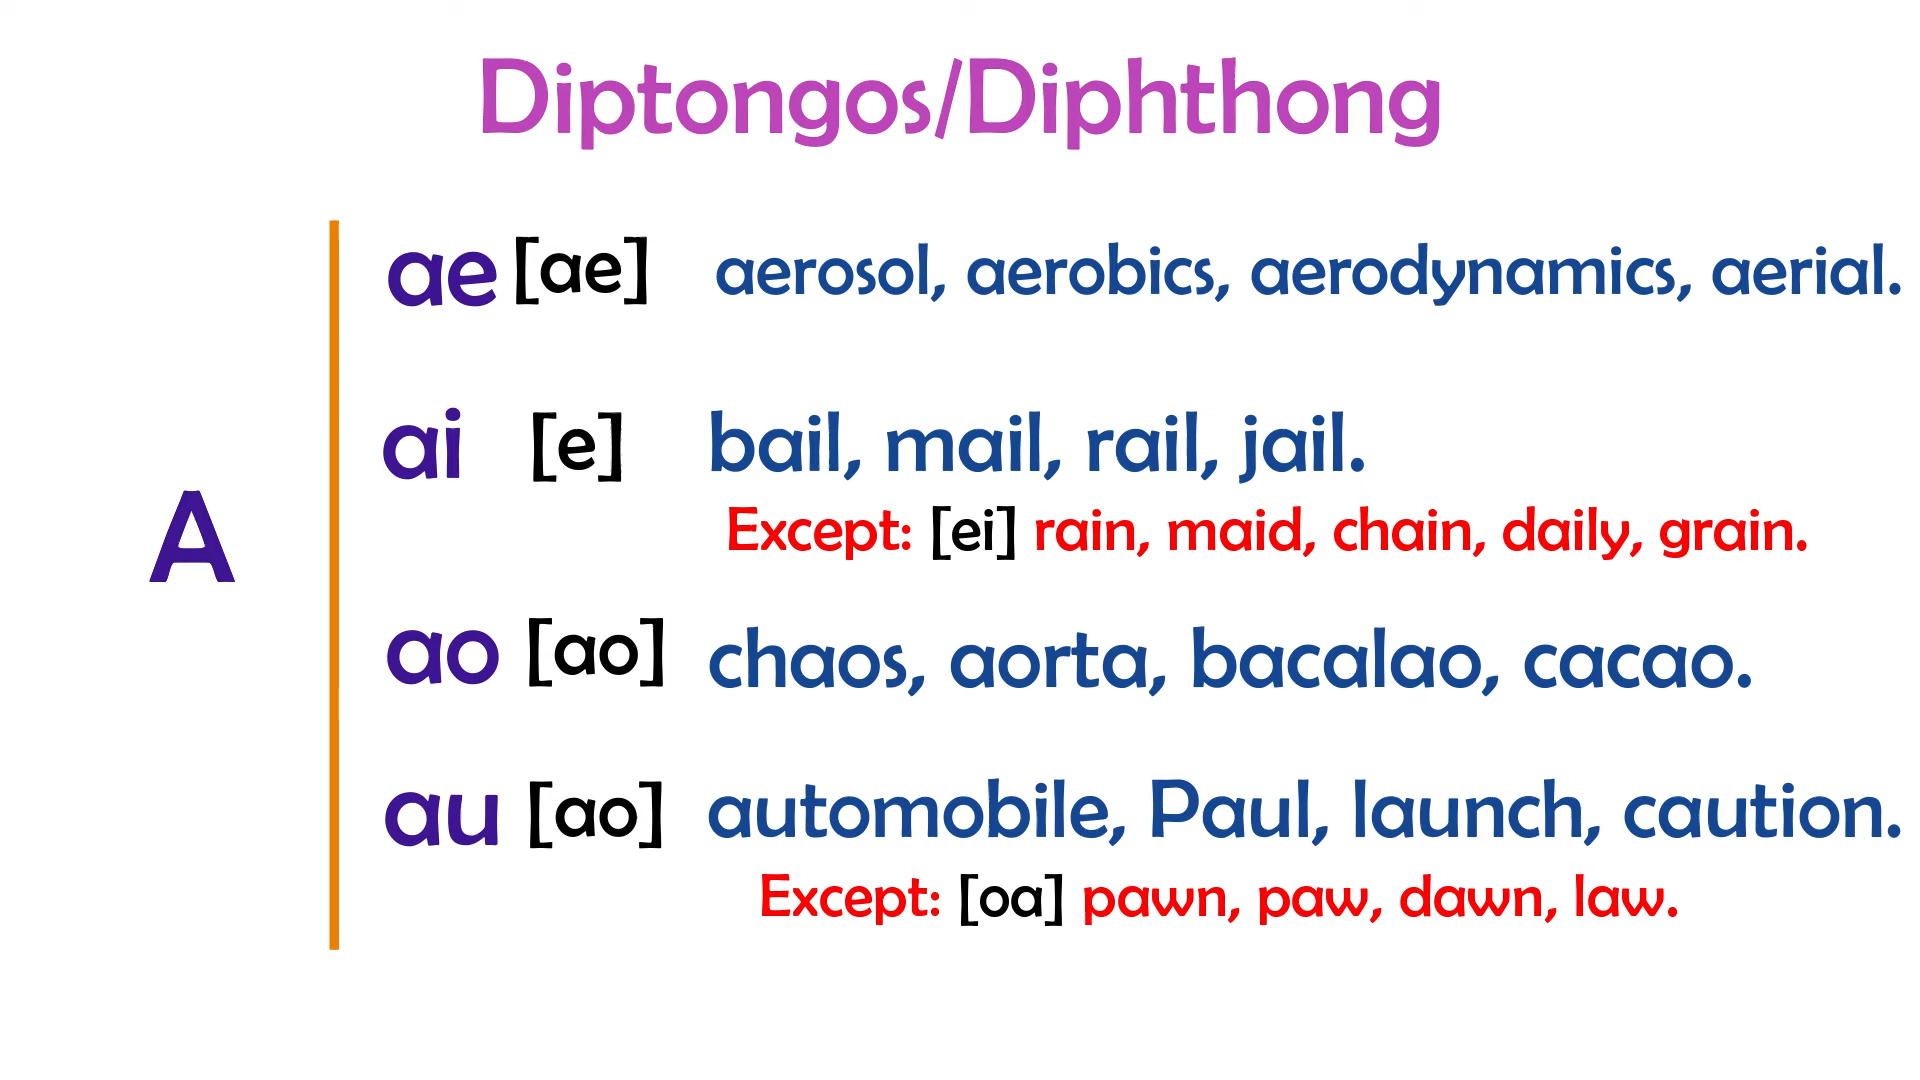 Diptongos/Diphthong
ae [ae] aerosol, aerobics, aerodynamics, aerial.
ai [e] bail, mail, rail, jail.
Except: [ei] rain, maid, chain, daily, grain.
A
ao [ao] chaos, aorta, bacalao, cacao.
au [ao] automobile, Paul, launch, caution.
Except: [oa] pawn, paw, dawn, law.